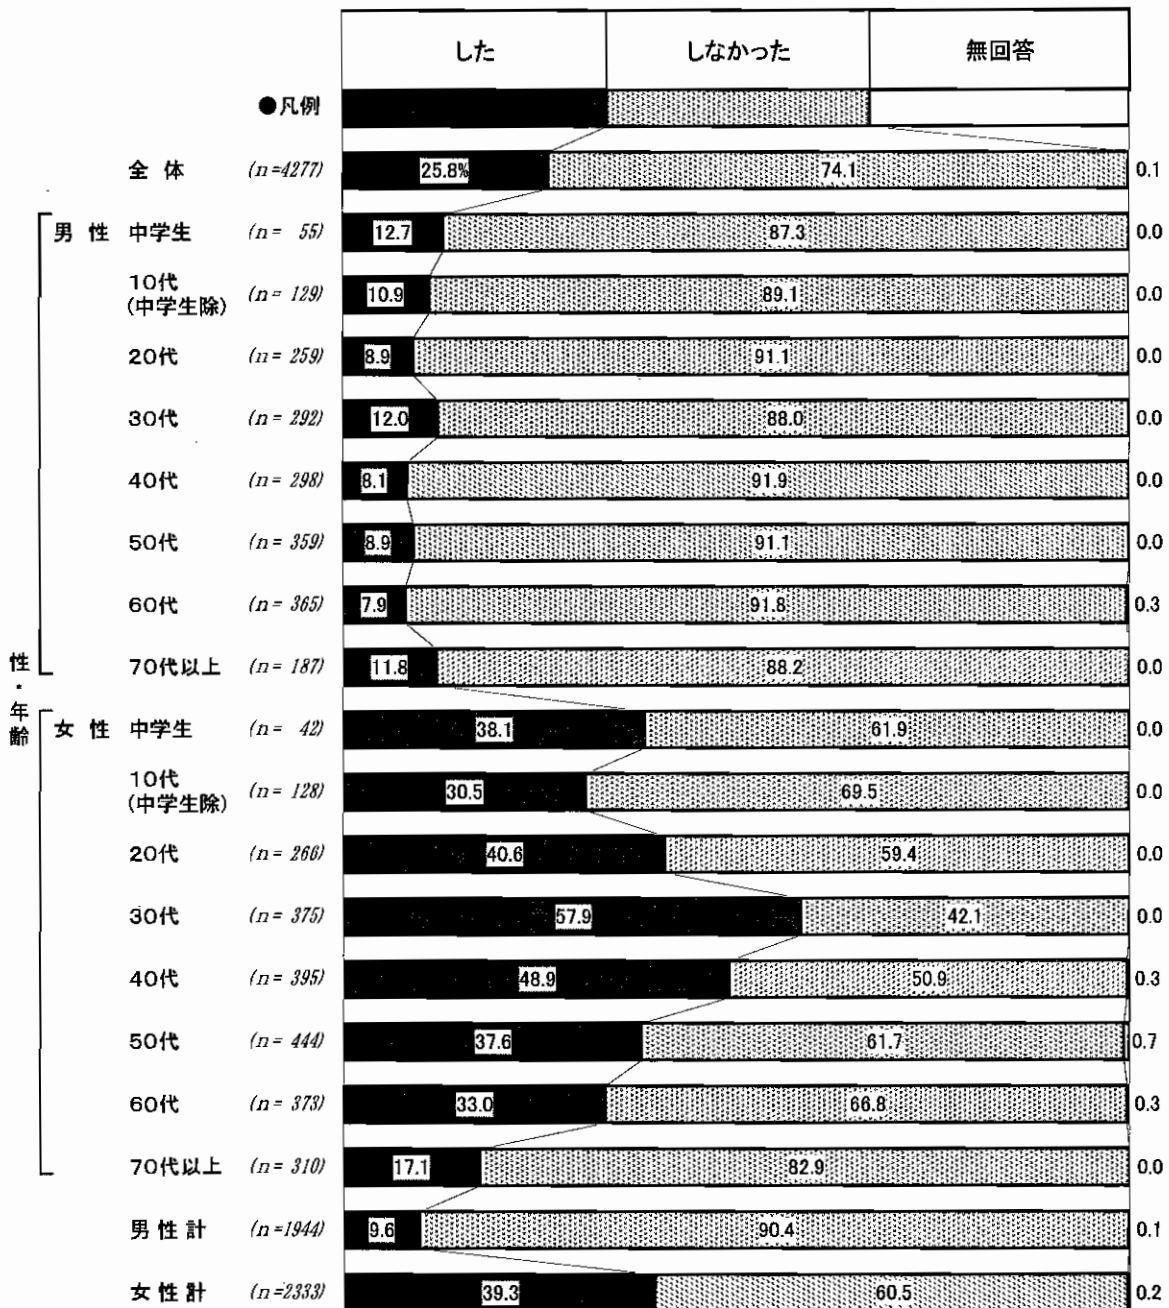 した しなかった 無回答
●凡例
全体 (n=4277) 25.8% 74.1 0.1
男性 中学生 (n= 55) 12.7 87.3 0.0
10代
(中学生除) (n= 129) 10.9 89.1 0.0
20代 (n= 259) 8.9 91.1 0.0
30代 (n= 292) 12.0 88.0 0.0
40代 (n= 298) 8.1 91.9 0.0
50代 (n= 359) 8.9 91.1 0.0
60代 (n= 365) 7.9 91.8 0.3
70代以上 (n= 187) 11.8 88.2 0.0
性・年齢
女性 中学生 (n= 42) 38.1 61.9 0.0
10代
(中学生除) (n= 128) 30.5 69.5 0.0
20代 (n= 266) 40.6 59.4 0.0
30代 (n= 375) 57.9 42.1 0.0
40代 (n= 395) 48.9 50.9 0.3
50代 (n= 444) 37.6 61.7 0.7
60代 (n= 373) 33.0 66.8 0.3
70代以上 (n= 310) 17.1 82.9 0.0
男性計 (n=1944) 9.6 90.4 0.1
女性計 (n=2333) 39.3 60.5 0.2